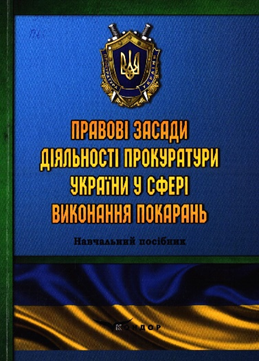 ПРАВОВІ ЗАСАДИ
ДІЯЛЬНОСТІ ПРОКУРАТУРИ
УКРАЇНИ У СФЕРІ
ВИКОНАННЯ ПОКАРАНЬ
Навчальний посібник